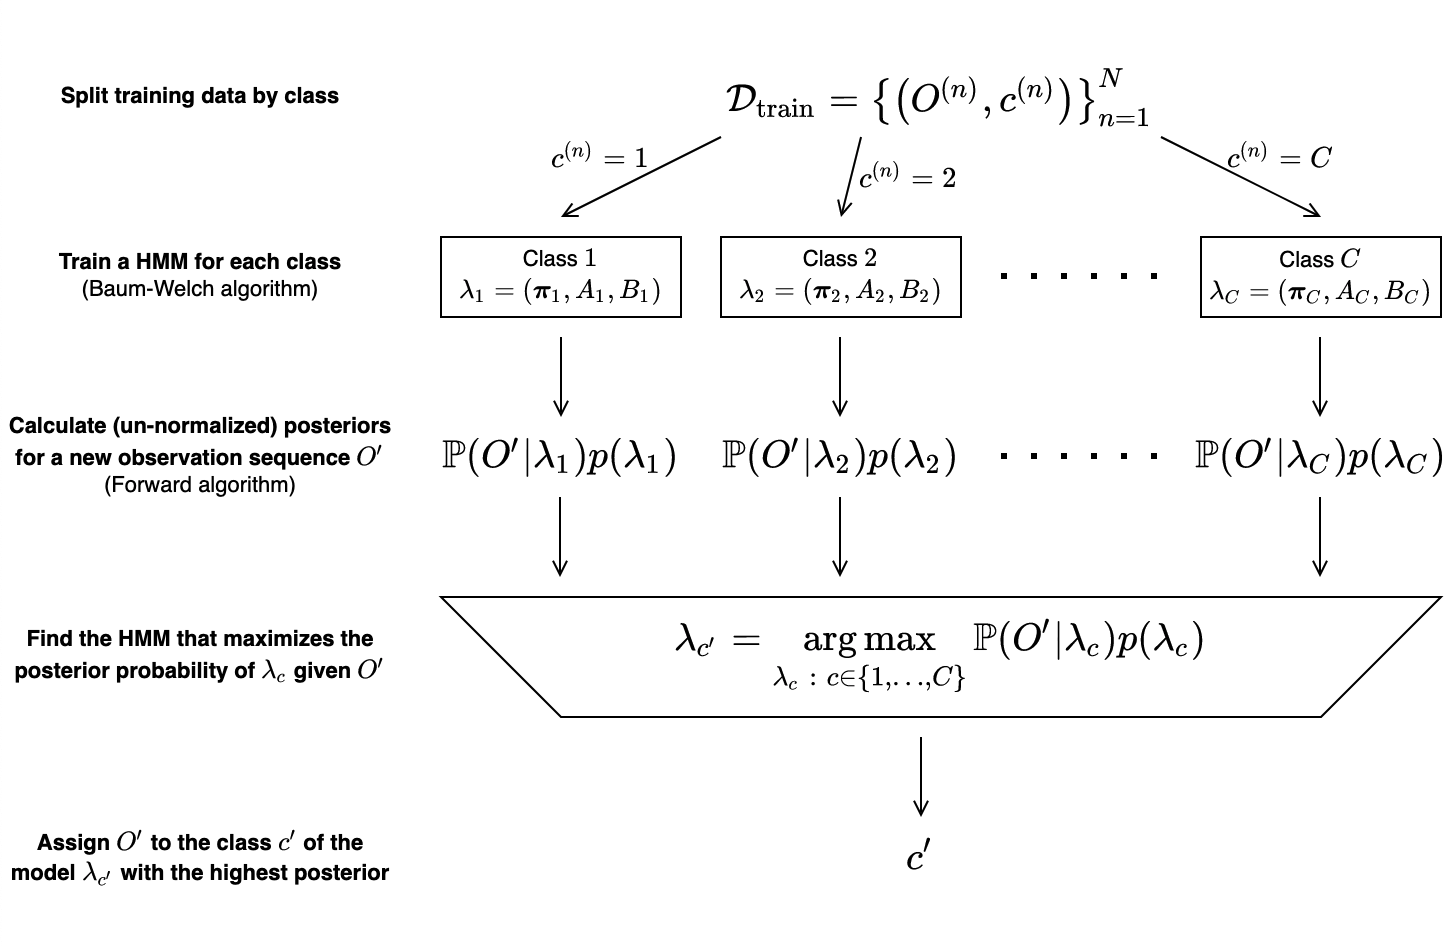 Split training data by class
$\mathcal{D}_{\text{train}} = \left\{\left(O^{(n)}, c^{(n)}\right)\right\}_{n=1}^{N}$
$c^{(n)} = 1$
$c^{(n)} = 2$
$c^{(n)} = C$
Train a HMM for each class
(Baum-Welch algorithm)
Class $1$
$\lambda_1 = (\boldsymbol{\pi}_1, A_1, B_1)$
Class $2$
$\lambda_2 = (\boldsymbol{\pi}_2, A_2, B_2)$
Class $C$
$\lambda_C = (\boldsymbol{\pi}_C, A_C, B_C)$
Calculate (un-normalized) posteriors
for a new observation sequence $O'$
(Forward algorithm)
$\mathbb{P}(O'|\lambda_1)p(\lambda_1)$
$\mathbb{P}(O'|\lambda_2)p(\lambda_2)$
$\mathbb{P}(O'|\lambda_C)p(\lambda_C)$
Find the HMM that maximizes the
posterior probability of $\lambda_c$ given $O'$
$\lambda_{c'} = \underset{\lambda_c : c \in \{1,\ldots,C\}}{\arg\max} \mathbb{P}(O'|\lambda_c)p(\lambda_c)$
Assign $O'$ to the class $c'$ of the
model $\lambda_{c'}$ with the highest posterior
$c'$